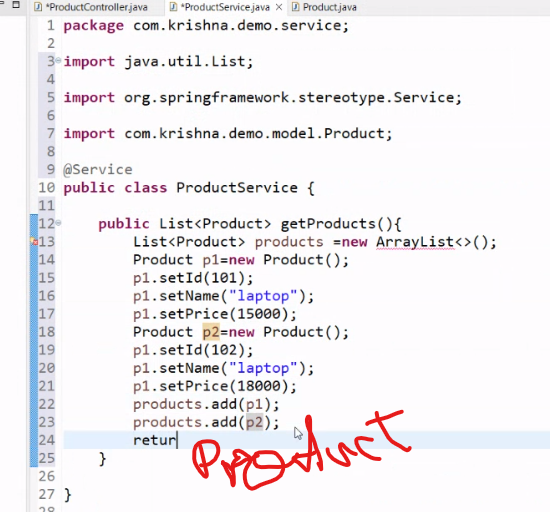 *ProductController.java *ProductService.java Product.java
1 package com.krishna.demo.service;
2
3 import java.util.List;
4
5 import org.springframework.stereotype.Service;
6
7 import com.krishna.demo.model.Product;
8
9 @Service
10 public class ProductService {
11
12 public List<Product> getProducts(){
13 List<Product> products =new ArrayList<>();
14 Product p1=new Product();
15 p1.setId(101);
16 p1.setName("laptop");
17 p1.setPrice(15000);
18 Product p2=new Product();
19 p1.setId(102);
20 p1.setName("laptop");
21 p1.setPrice(18000);
22 products.add(p1);
23 products.add(p2);
24 retur
Product
25 }
26
27 }
28